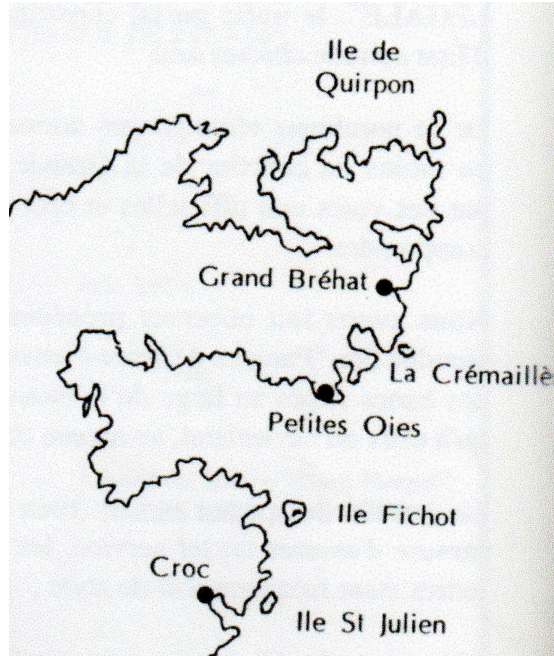 Ile de
Quirpon
Grand Bréhat
La Crémaillè
Petites Oies
Ile Fichot
Croc
Ile St Julien